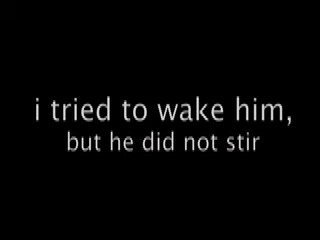 i tried to wake him,
but he did not stir